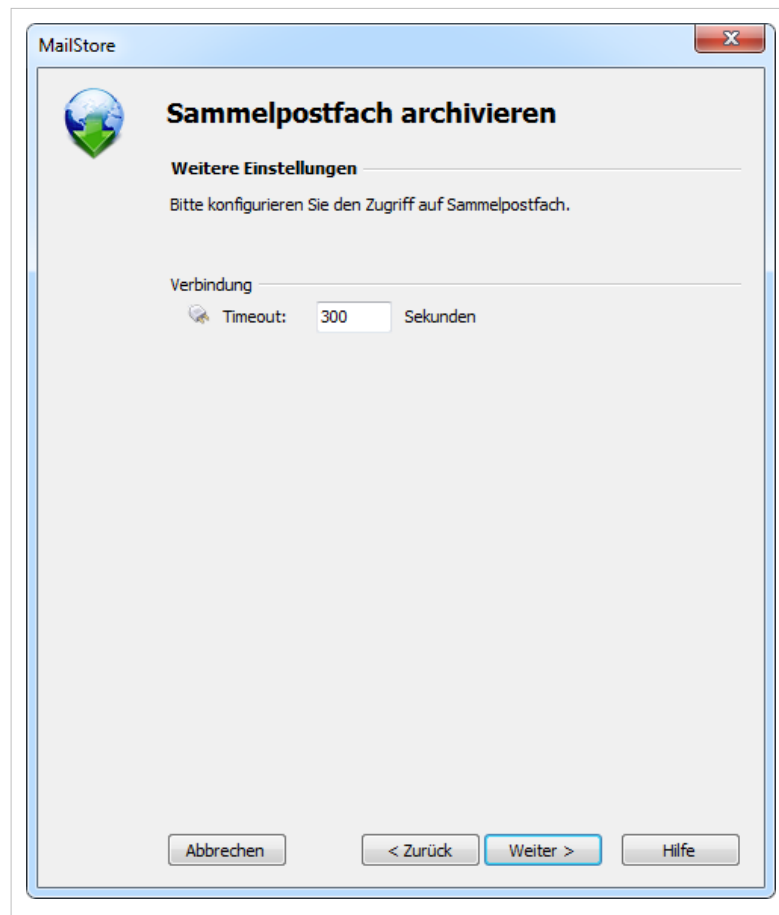 MailStore
Sammelpostfach archivieren
Weitere Einstellungen
Bitte konfigurieren Sie den Zugriff auf Sammelpostfach.
Verbindung
Timeout: 300 Sekunden
Abbrechen < Zurück Weiter > Hilfe